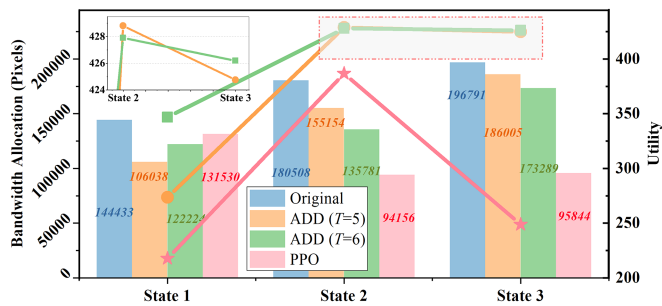 428
426
424
State 2
State 3
Bandwidth Allocation (Pixels)
200000
150000
100000
50000
0
144433
106038
122224
131530
180508
155154
135781
94156
196791
186005
173289
95844
Original
ADD (T=5)
ADD (T=6)
PPO
400
350
300
250
200
Utility
State 1
State 2
State 3